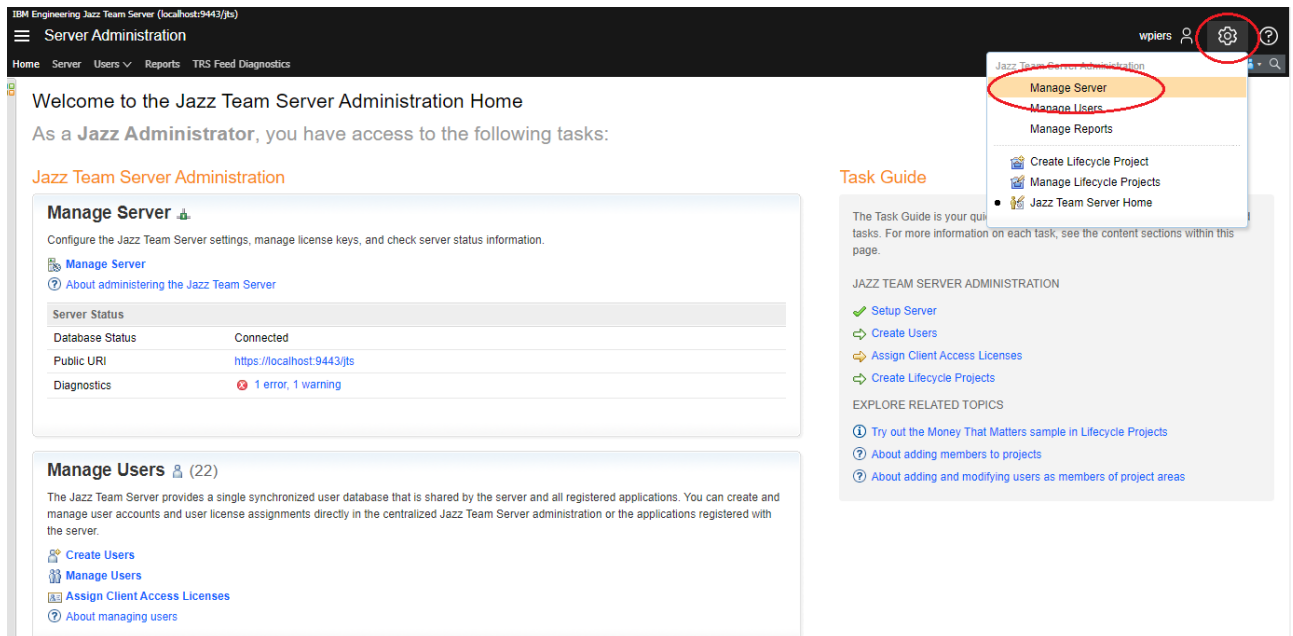 IBM Engineering Jazz Team Server (localhost:9443/jts)
Server Administration
wpiers
Home Server Users Reports TRS Feed Diagnostics
Jazz Team Server Administration
Manage Server
Manage Users
Manage Reports
Create Lifecycle Project
Manage Lifecycle Projects
Jazz Team Server Home
Welcome to the Jazz Team Server Administration Home
As a Jazz Administrator, you have access to the following tasks:
Jazz Team Server Administration
Manage Server
Configure the Jazz Team Server settings, manage license keys, and check server status information.
Manage Server
About administering the Jazz Team Server
Server Status
Database Status Connected
Public URI https://localhost:9443/jts
Diagnostics 1 error, 1 warning
Manage Users (22)
The Jazz Team Server provides a single synchronized user database that is shared by the server and all registered applications. You can create and
manage user accounts and user license assignments directly in the centralized Jazz Team Server administration or the applications registered with
the server.
Create Users
Manage Users
Assign Client Access Licenses
About managing users
Task Guide
The Task Guide is your
tasks. For more information on each task, see the content sections within this
page.
JAZZ TEAM SERVER ADMINISTRATION
Setup Server
Create Users
Assign Client Access Licenses
Create Lifecycle Projects
EXPLORE RELATED TOPICS
Try out the Money That Matters sample in Lifecycle Projects
About adding members to projects
About adding and modifying users as members of project areas